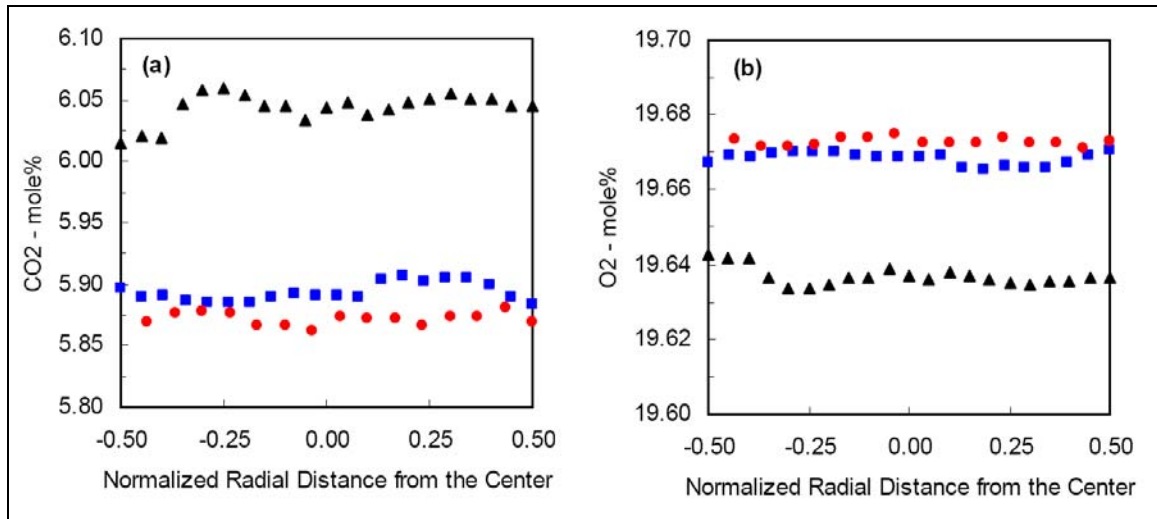 (a)
CO2 - mole%
6.10
6.05
6.00
5.95
5.90
5.85
5.80
-0.50 -0.25 0.00 0.25 0.50
Normalized Radial Distance from the Center
(b)
O2 - mole%
19.70
19.68
19.66
19.64
19.62
19.60
-0.50 -0.25 0.00 0.25 0.50
Normalized Radial Distance from the Center